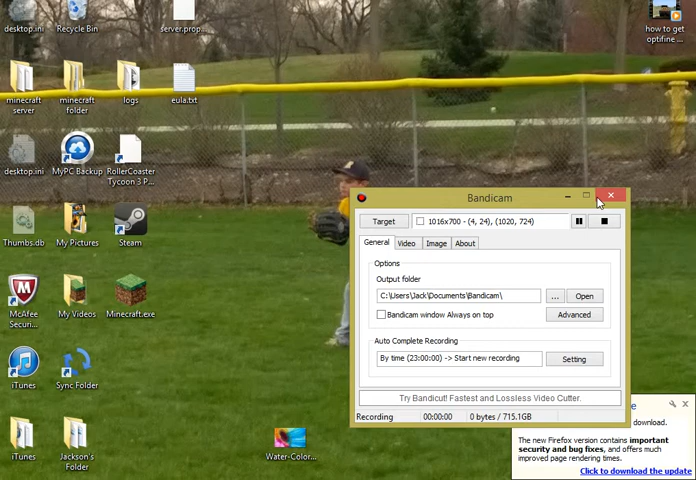 desktop.ini
Recycle Bin
server.prop...
how to get
optifine ...
minecraft
server
minecraft
folder
logs
eula.txt
desktop.ini
MyPC Backup
RollerCoaster
Tycoon 3 P...
Thumbs.db
My Pictures
Steam
McAfee
Securi...
My Videos
Minecraft.exe
iTunes
Sync Folder
iTunes
Jackson's
Folder
Water-Color...
Bandicam
Target
1016x700 - (4, 24), (1020, 724)
General
Video
Image
About
Options
Output folder
C:\Users\Jack\Documents\Bandicam\
...
Open
Bandicam window Always on top
Advanced
Auto Complete Recording
By time (23:00:00) -> Start new recording
Setting
Try Bandicut! Fastest and Lossless Video Cutter.
Recording
00:00:00
0 bytes / 715.1GB
download.
The new Firefox version contains important
security and bug fixes, and offers much
improved page rendering times.
Click to download the update